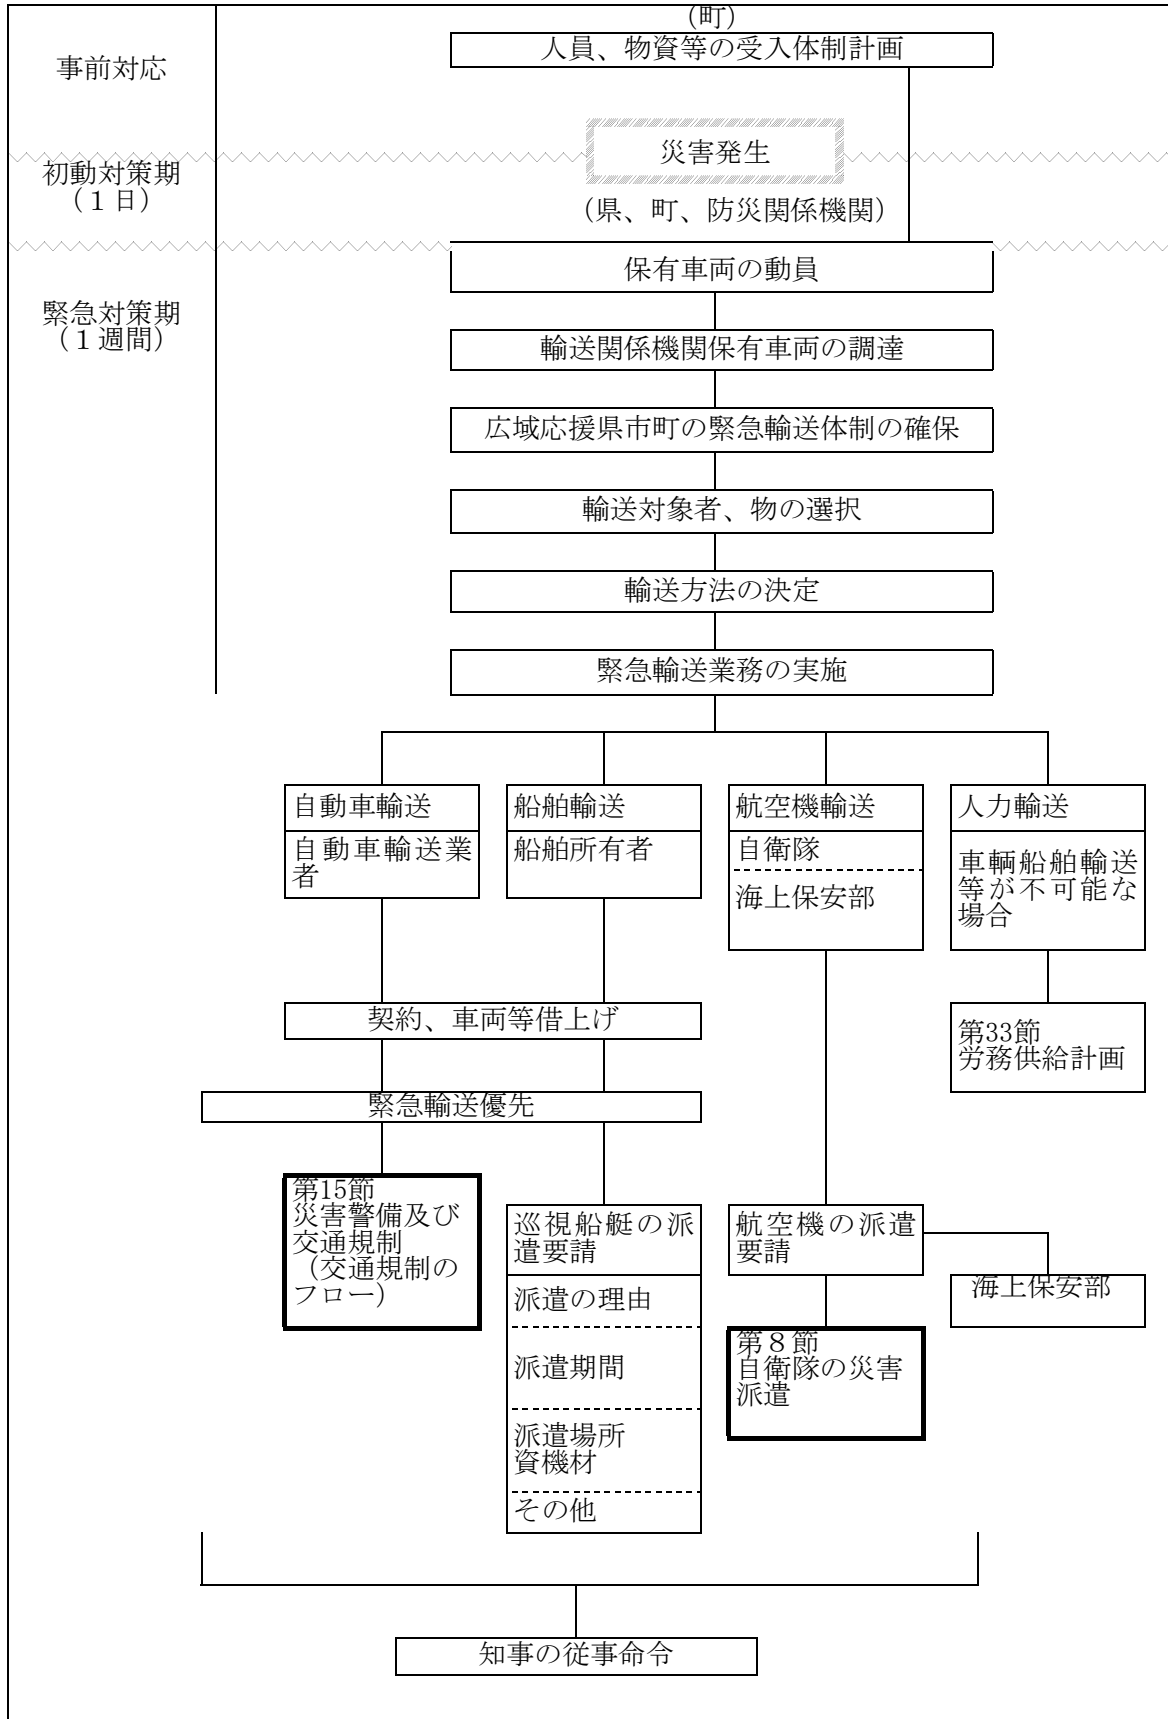 (町)
人員、物資等の受入体制計画
事前対応
災害発生
初動対策期
(１日)
(県、町、防災関係機関)
保有車両の動員
緊急対策期
(１週間)
輸送関係機関保有車両の調達
広域応援県市町の緊急輸送体制の確保
輸送対象者、物の選択
輸送方法の決定
緊急輸送業務の実施
自動車輸送
自動車輸送業
者
船舶輸送
船舶所有者
航空機輸送
自衛隊
海上保安部
人力輸送
車輌船舶輸送
等が不可能な
場合
契約、車両等借上げ
第33節
労務供給計画
緊急輸送優先
第15節
災害警備及び
交通規制
(交通規制の
フロー)
巡視船艇の派
遣要請
派遣の理由
派遣期間
派遣場所
資機材
その他
航空機の派遣
要請
海上保安部
第８節
自衛隊の災害
派遣
知事の従事命令